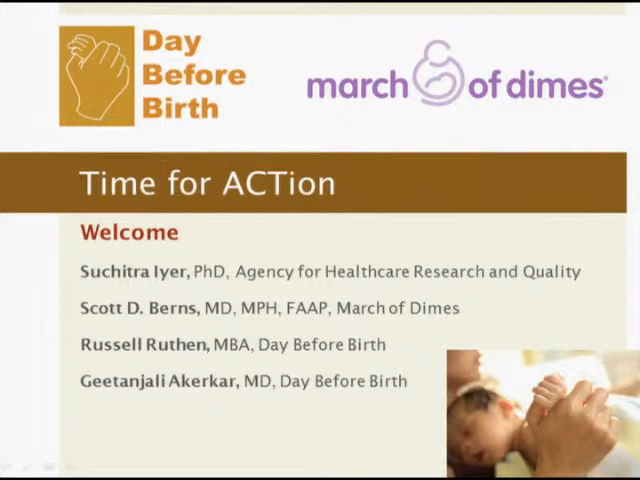 Day
Before
Birth
march of dimes®
Time for ACTion
Welcome
Suchitra Iyer, PhD, Agency for Healthcare Research and Quality
Scott D. Berns, MD, MPH, FAAP, March of Dimes
Russell Ruthen, MBA, Day Before Birth
Geetanjali Akerkar, MD, Day Before Birth